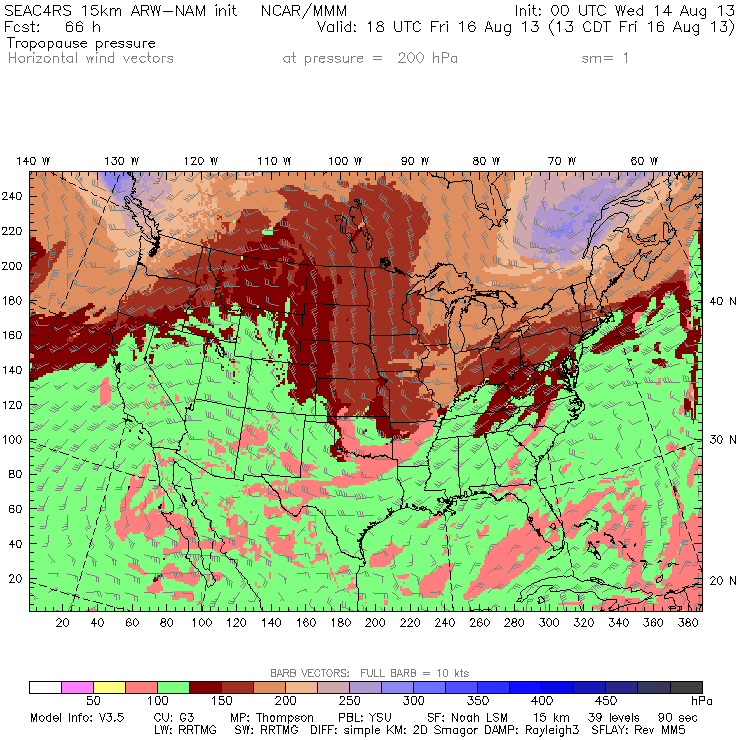 SEAC4RS 15km ARW-NAM init NCAR/MMM Init: 00 UTC Wed 14 Aug 13
Fcst: 66 h Valid: 18 UTC Fri 16 Aug 13 (13 CDT Fri 16 Aug 13)
Tropopause pressure
Horizontal wind vectors at pressure = 200 hPa sm= 1
140 W 130 W 120 W 110 W 100 W 90 W 80 W 70 W 60 W
240
220
200
180 40 N
160
140
120
100 30 N
80
60
40
20 20 N
20 40 60 80 100 120 140 160 180 200 220 240 260 280 300 320 340 360 380
BARB VECTORS: FULL BARB = 10 kts
50 100 150 200 250 300 350 400 450 hPa
Model Info: V3.5 CU: G3 MP: Thompson PBL: YSU SF: Noah LSM 15 km 39 levels 90 sec
LW: RRTMG SW: RRTMG DIFF: simple KM: 2D Smagor DAMP: Rayleigh3 SFLAY: Rev MM5